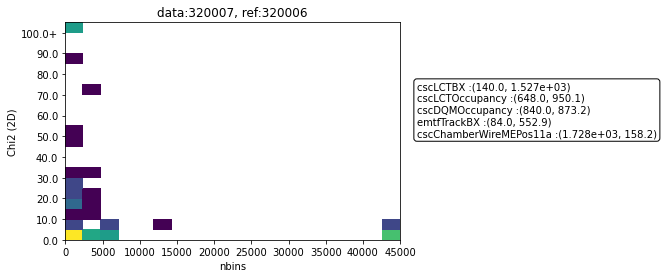 data:320007, ref:320006
100.0+
90.0
80.0
70.0
60.0
50.0
40.0
30.0
20.0
10.0
0.0
Chi2 (2D)
0 5000 10000 15000 20000 25000 30000 35000 40000 45000
nbins
cscLCTBX :(140.0, 1.527e+03)
cscLCTOccupancy :(648.0, 950.1)
cscDQMOccupancy :(840.0, 873.2)
emtfTrackBX :(84.0, 552.9)
cscChamberWireMEPos11a :(1.728e+03, 158.2)